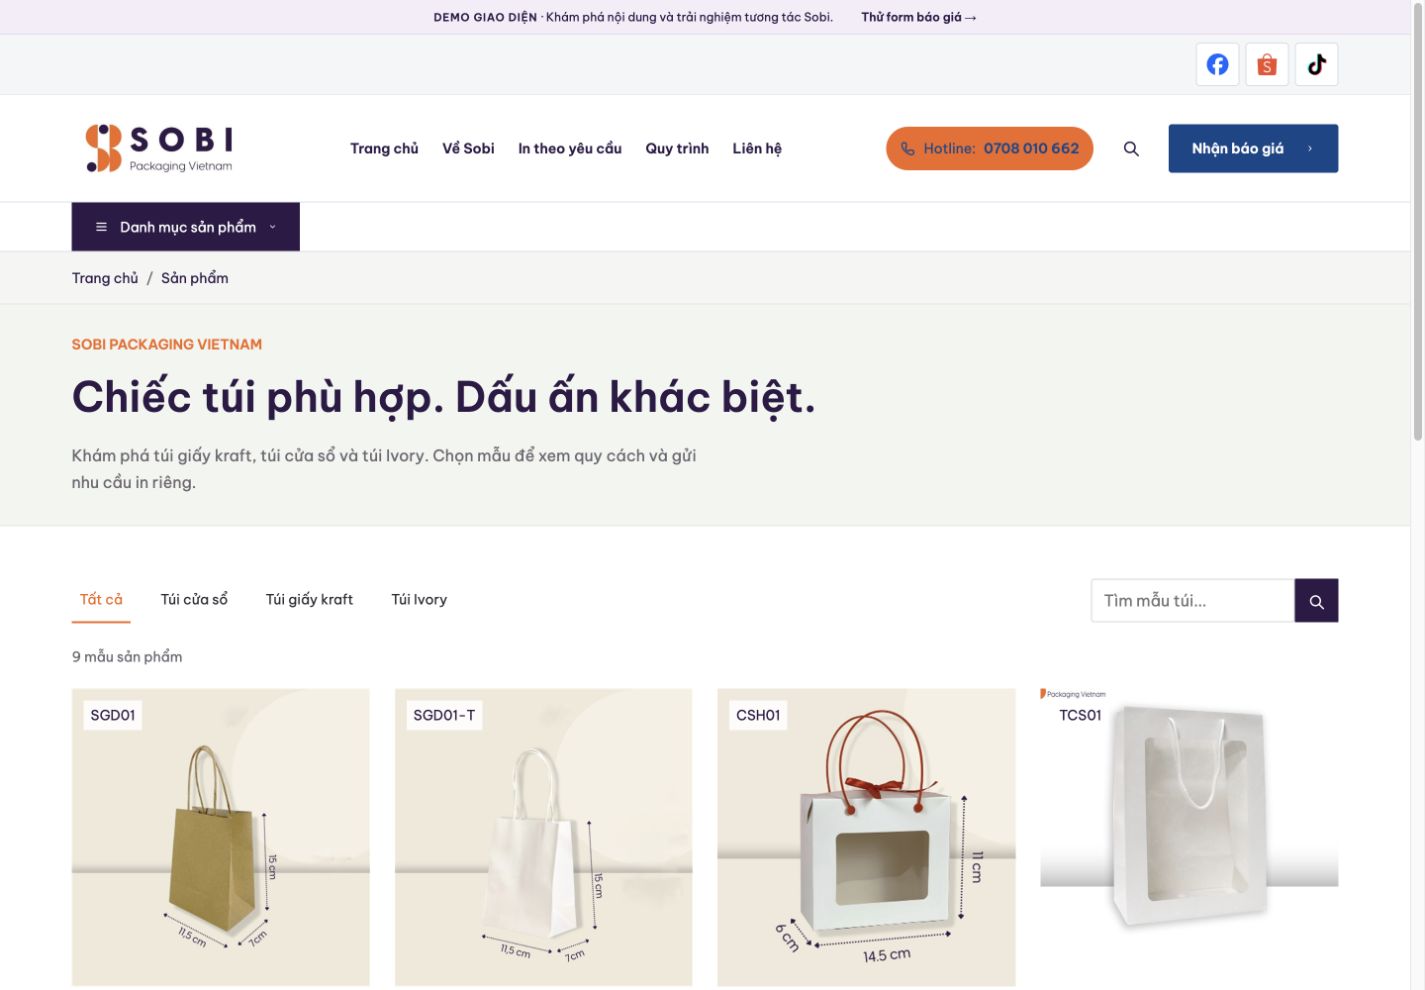 DEMO GIAO DIỆN · Khám phá nội dung và trải nghiệm tương tác Sobi. Thử form báo giá →
SOBI
Packaging Vietnam
Trang chủ Về Sobi In theo yêu cầu Quy trình Liên hệ
Hotline: 0708 010 662
Nhận báo giá
Danh mục sản phẩm
Trang chủ / Sản phẩm
SOBI PACKAGING VIETNAM
Chiếc túi phù hợp. Dấu ấn khác biệt.
Khám phá túi giấy kraft, túi cửa sổ và túi Ivory. Chọn mẫu để xem quy cách và gửi
nhu cầu in riêng.
Tất cả Túi cửa sổ Túi giấy kraft Túi Ivory
Tìm mẫu túi...
9 mẫu sản phẩm
SGD01
15 cm
11,5 cm
7cm
SGD01-T
15 cm
11,5 cm
7cm
CSH01
11 cm
6 cm
14.5 cm
Packaging Vietnam
TCS01